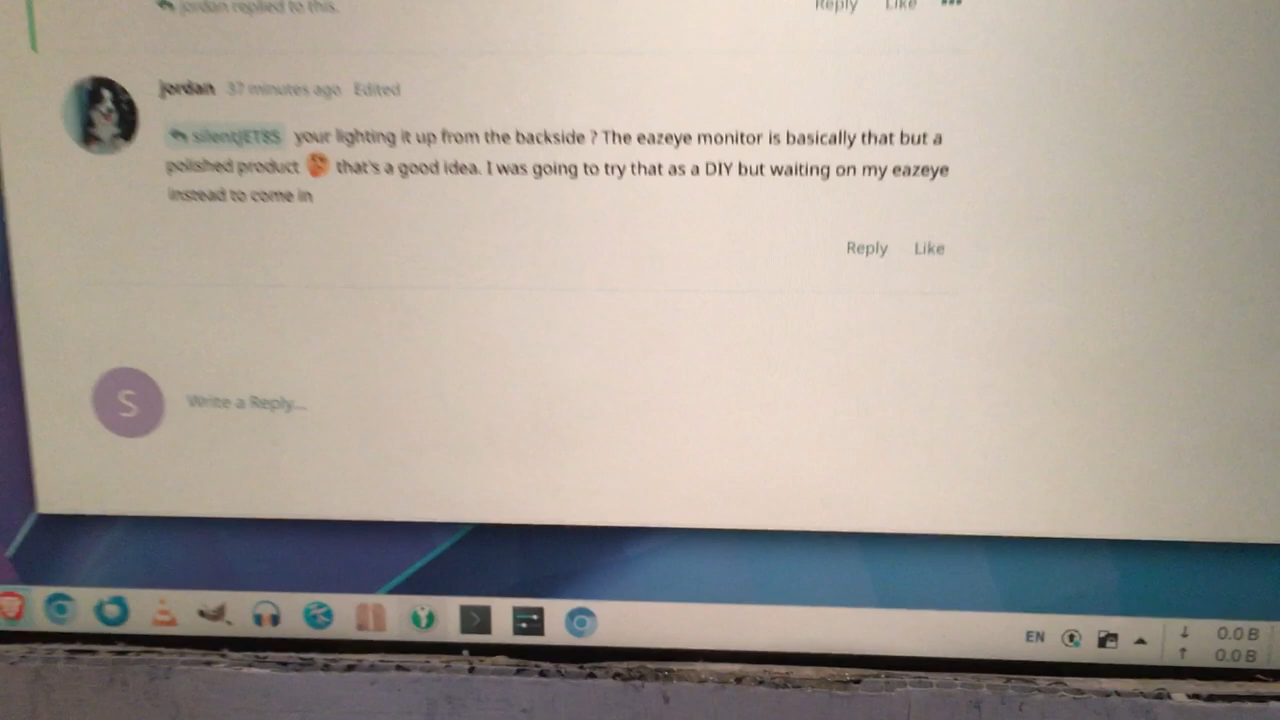 jordan replied to this.
Reply Like
jordan 37 minutes ago Edited
silentJET85 your lighting it up from the backside ? The eazeye monitor is basically that but a
polished product that's a good idea. I was going to try that as a DIY but waiting on my eazeye
instead to come in
Reply Like
S Write a Reply...
EN
0.0 B
0.0 B